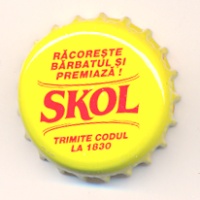 RĂCOREȘTE
BĂRBATUL ȘI
PREMIAZĂ !
SKOL
TRIMITE CODUL
LA 1830